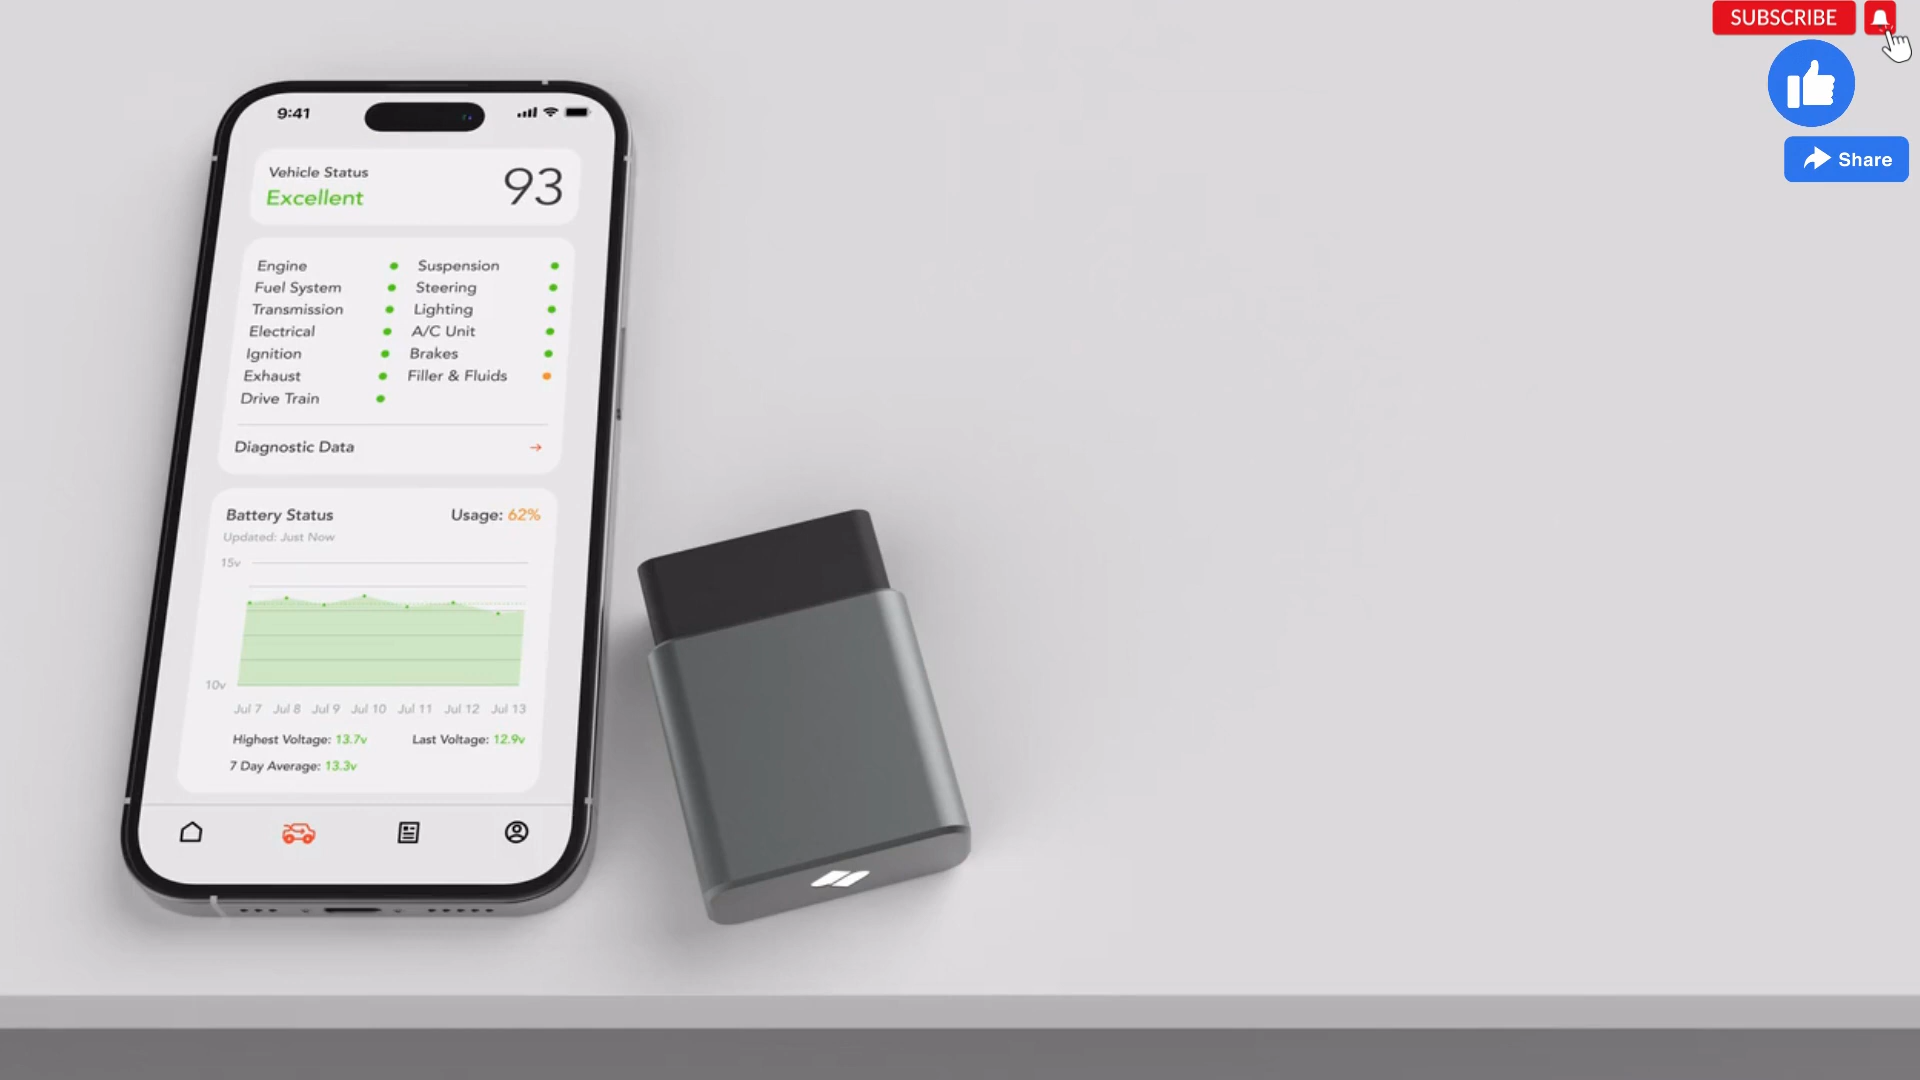 SUBSCRIBE
Share
9:41
Vehicle Status
Excellent
93
Engine
Suspension
Fuel System
Steering
Transmission
Lighting
Electrical
A/C Unit
Ignition
Brakes
Exhaust
Filler & Fluids
Drive Train
Diagnostic Data →
Battery Status
Usage: 62%
Updated: Just Now
15v
10v
Jul 7 Jul 8 Jul 9 Jul 10 Jul 11 Jul 12 Jul 13
Highest Voltage: 13.7v
Last Voltage: 12.9v
7 Day Average: 13.3v